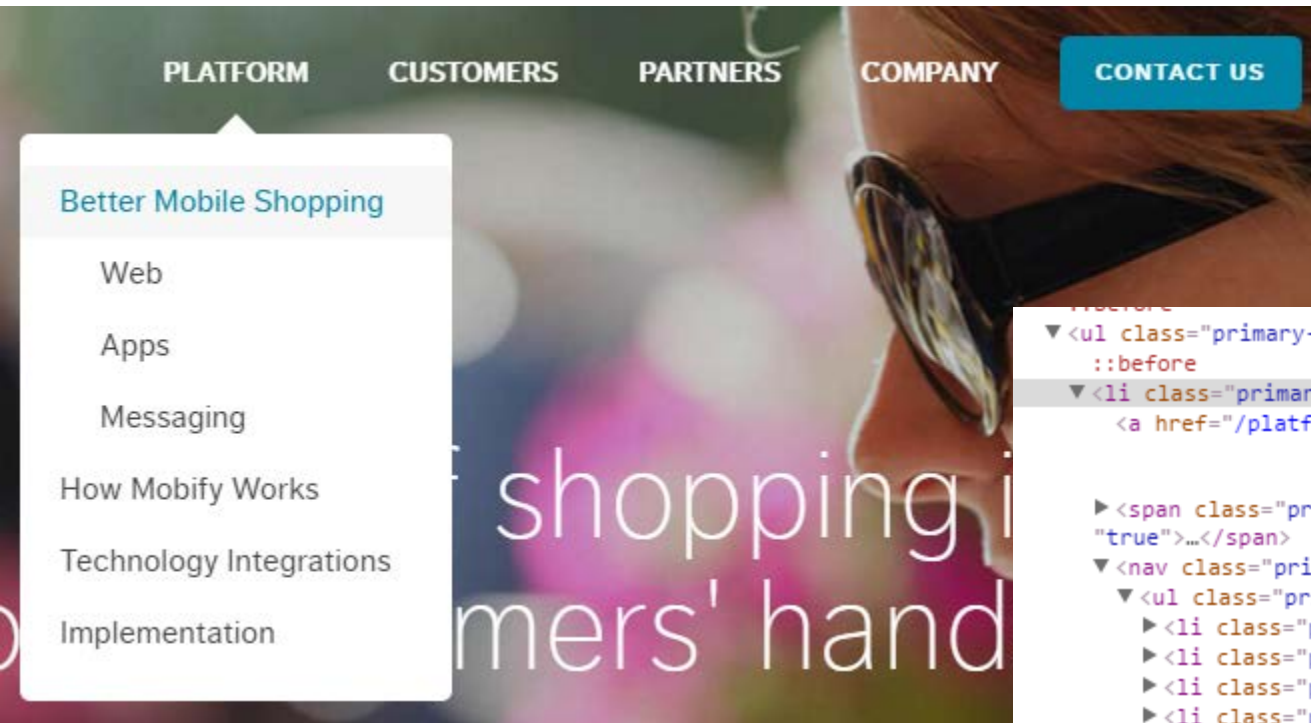 PLATFORM CUSTOMERS PARTNERS COMPANY CONTACT US
Better Mobile Shopping
Web
Apps
Messaging
How Mobify Works
Technology Integrations
Implementation
shopping
mers' hand
▼<ul class="primary-
::before
▼<li class="primar
<a href="/platf
▶<span class="pr
"true">…</span>
▼<nav class="pri
▼<ul class="pr
▶<li class="p
▶<li class="p
▶<li class="p
▶<li class="p